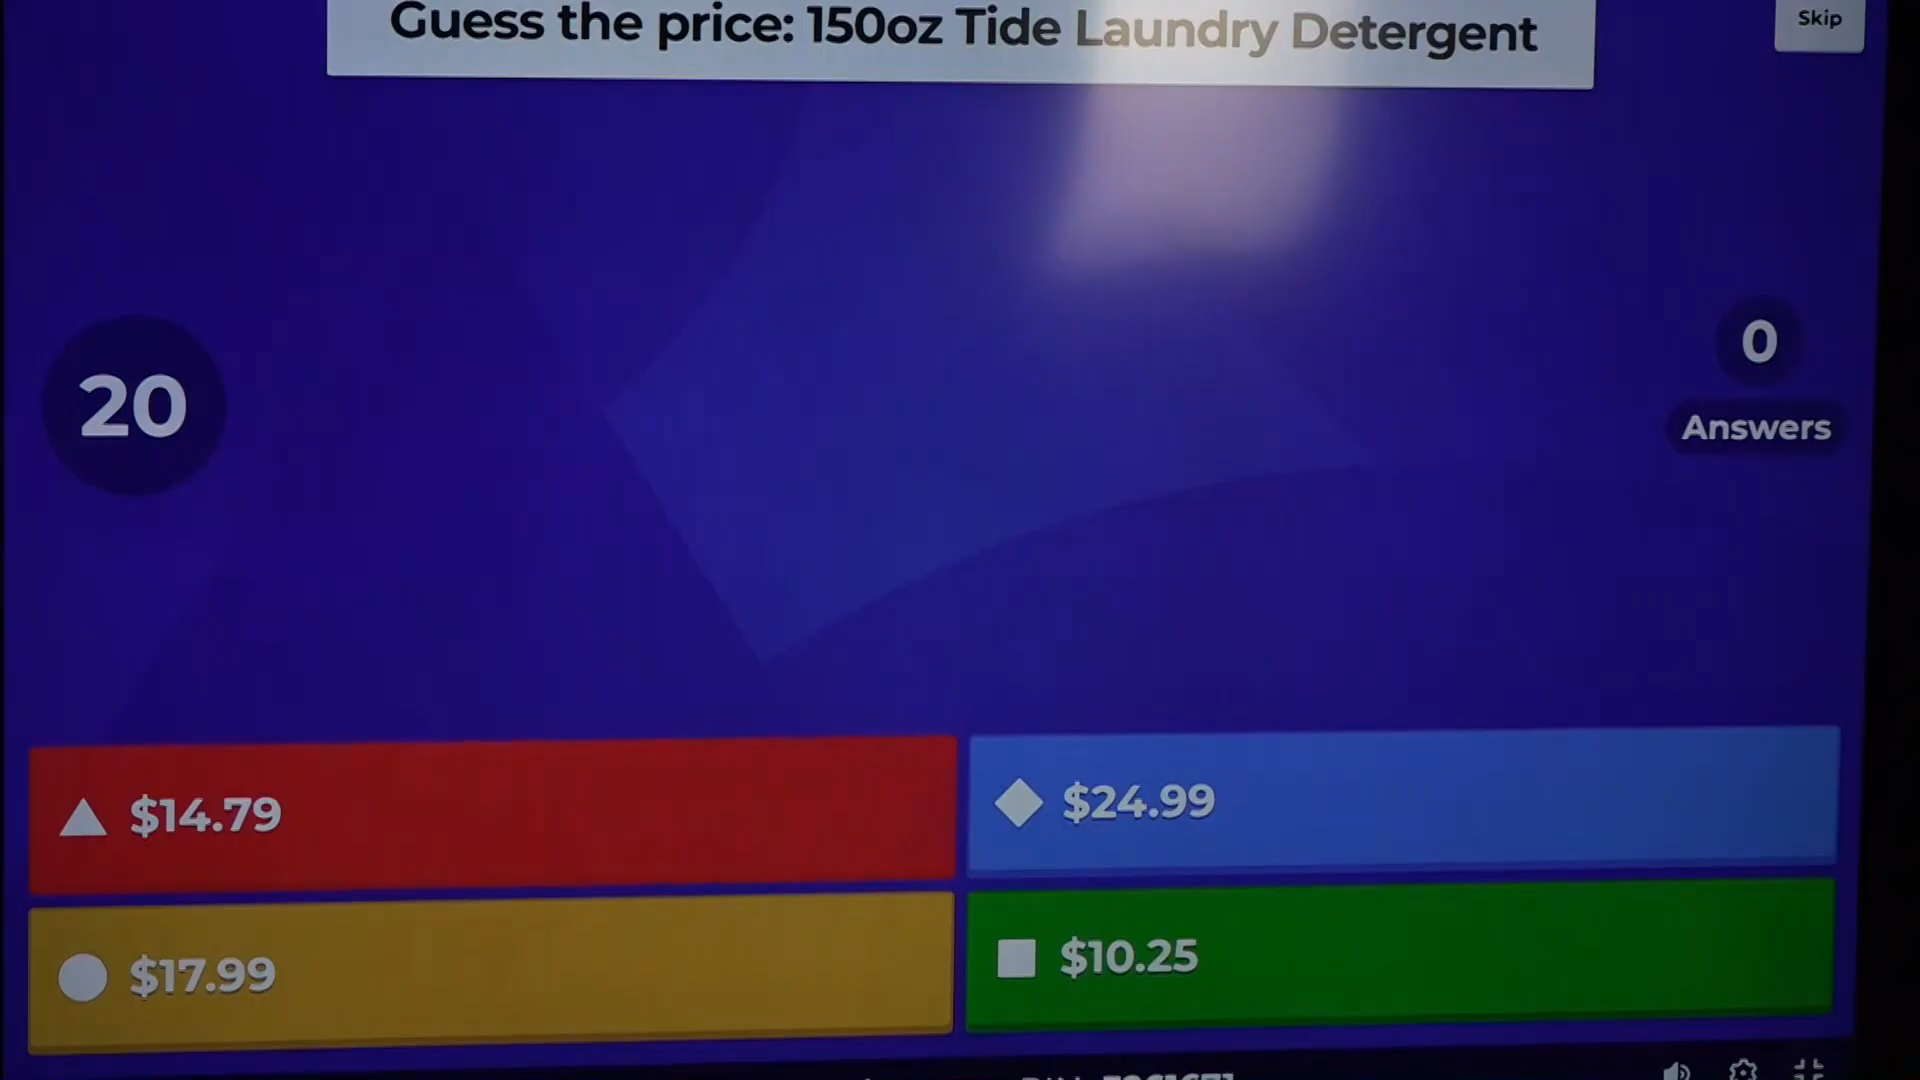 Guess the price: 150oz Tide Laundry Detergent
Skip
20
0
Answers
$14.79
$24.99
$17.99
$10.25